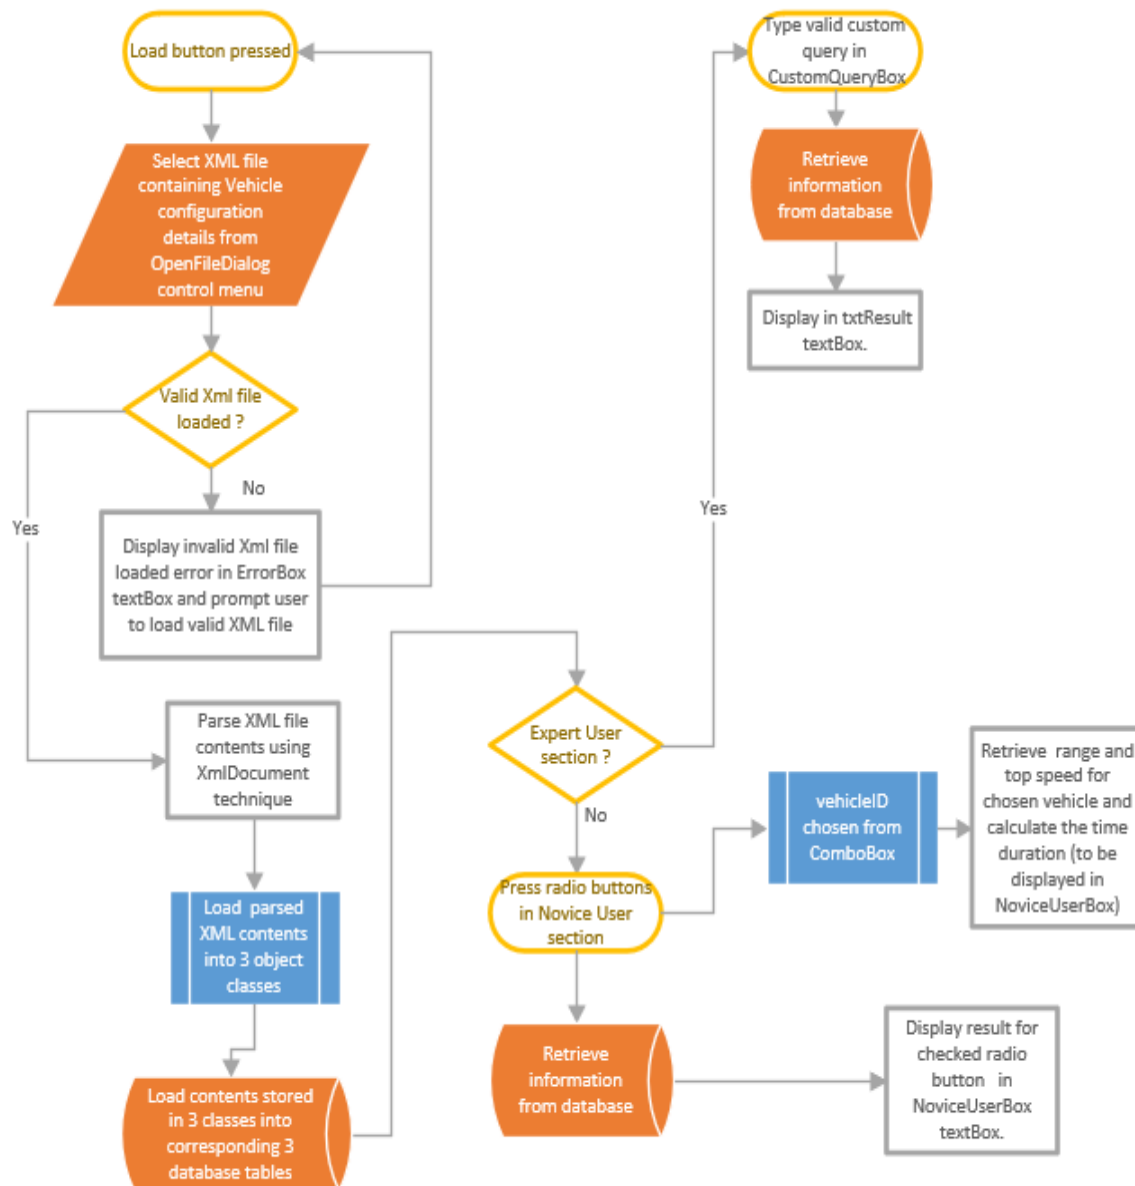 Load button pressed
Select XML file
containing Vehicle
configuration
details from
OpenFileDialog
control menu
Valid Xml file
loaded ?
No
Yes
Display invalid Xml file
loaded error in ErrorBox
textBox and prompt user
to load valid XML file
Parse XML file
contents using
XmlDocument
technique
Load parsed
XML contents
into 3 object
classes
Load contents stored
in 3 classes into
corresponding 3
database tables
Expert User
section ?
Yes
No
Type valid custom
query in
CustomQueryBox
Retrieve
information
from database
Display in txtResult
textBox.
Press radio buttons
in Novice User
section
vehicleID
chosen from
ComboBox
Retrieve range and
top speed for
chosen vehicle and
calculate the time
duration (to be
displayed in
NoviceUserBox)
Retrieve
information
from database
Display result for
checked radio
button in
NoviceUserBox
textBox.